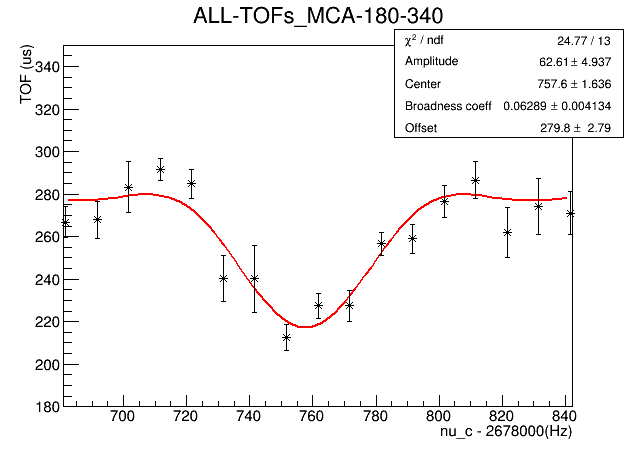 ALL-TOFs_MCA-180-340
χ² / ndf 24.77 / 13
Amplitude 62.61 ± 4.937
Center 757.6 ± 1.636
Broadness coeff 0.06289 ± 0.004134
Offset 279.8 ± 2.79
TOF (us)
340
300
280
260
240
220
200
180
700 720 740 760 780 800 820 840
nu_c - 2678000(Hz)